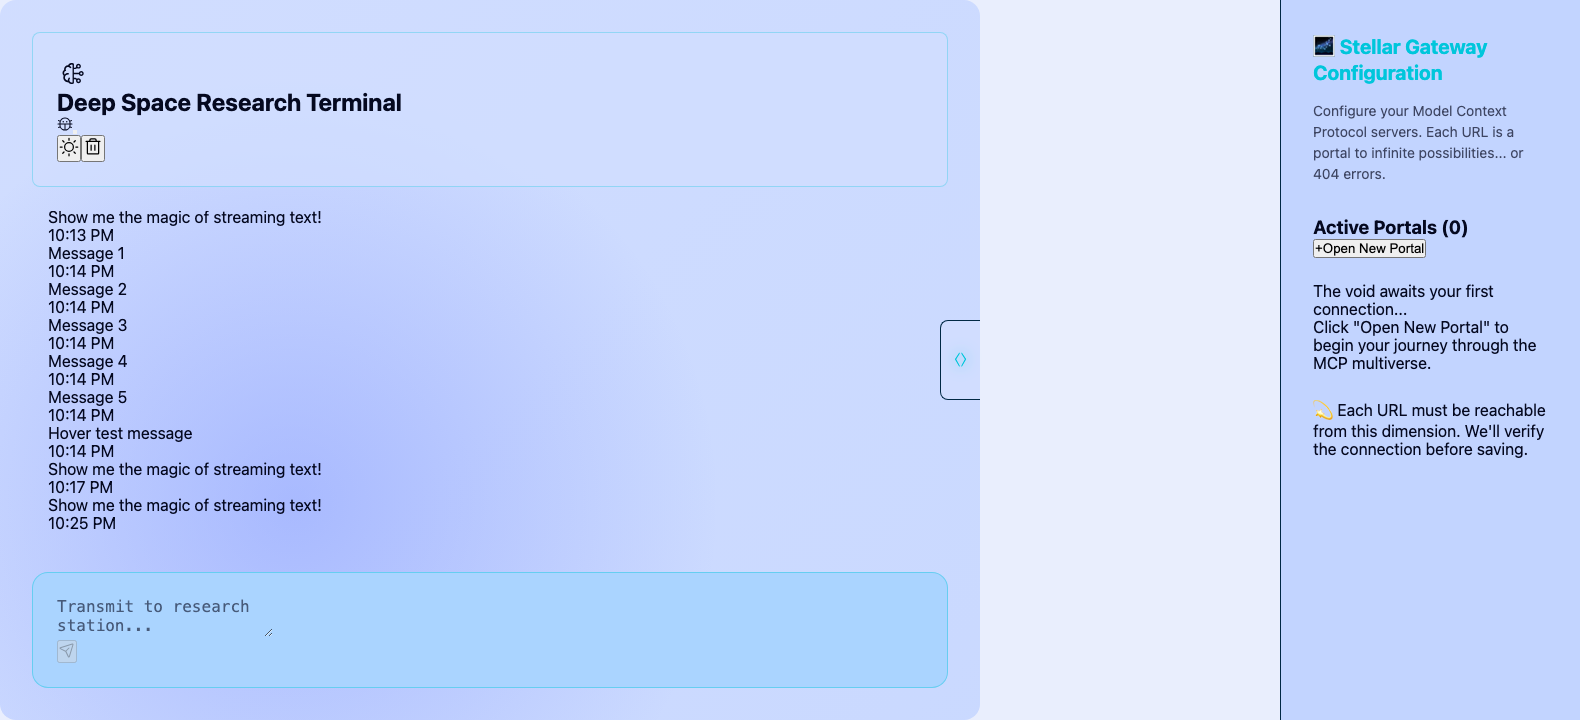 Deep Space Research Terminal
Show me the magic of streaming text!
10:13 PM
Message 1
10:14 PM
Message 2
10:14 PM
Message 3
10:14 PM
Message 4
10:14 PM
Message 5
10:14 PM
Hover test message
10:14 PM
Show me the magic of streaming text!
10:17 PM
Show me the magic of streaming text!
10:25 PM
Transmit to research
station...
Stellar Gateway
Configuration
Configure your Model Context
Protocol servers. Each URL is a
portal to infinite possibilities... or
404 errors.
Active Portals (0)
+Open New Portal
The void awaits your first
connection...
Click "Open New Portal" to
begin your journey through the
MCP multiverse.
💫 Each URL must be reachable
from this dimension. We'll verify
the connection before saving.